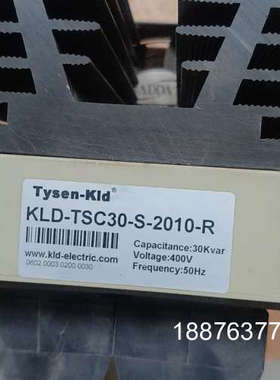 ADDA
Tysen-Kld®
KLD-TSC30-S-2010-R
Capacitance:30Kvar
www.kld-electric.com
Voltage:400V
0602 0003 0200 0030
Frequency:50Hz
18876377